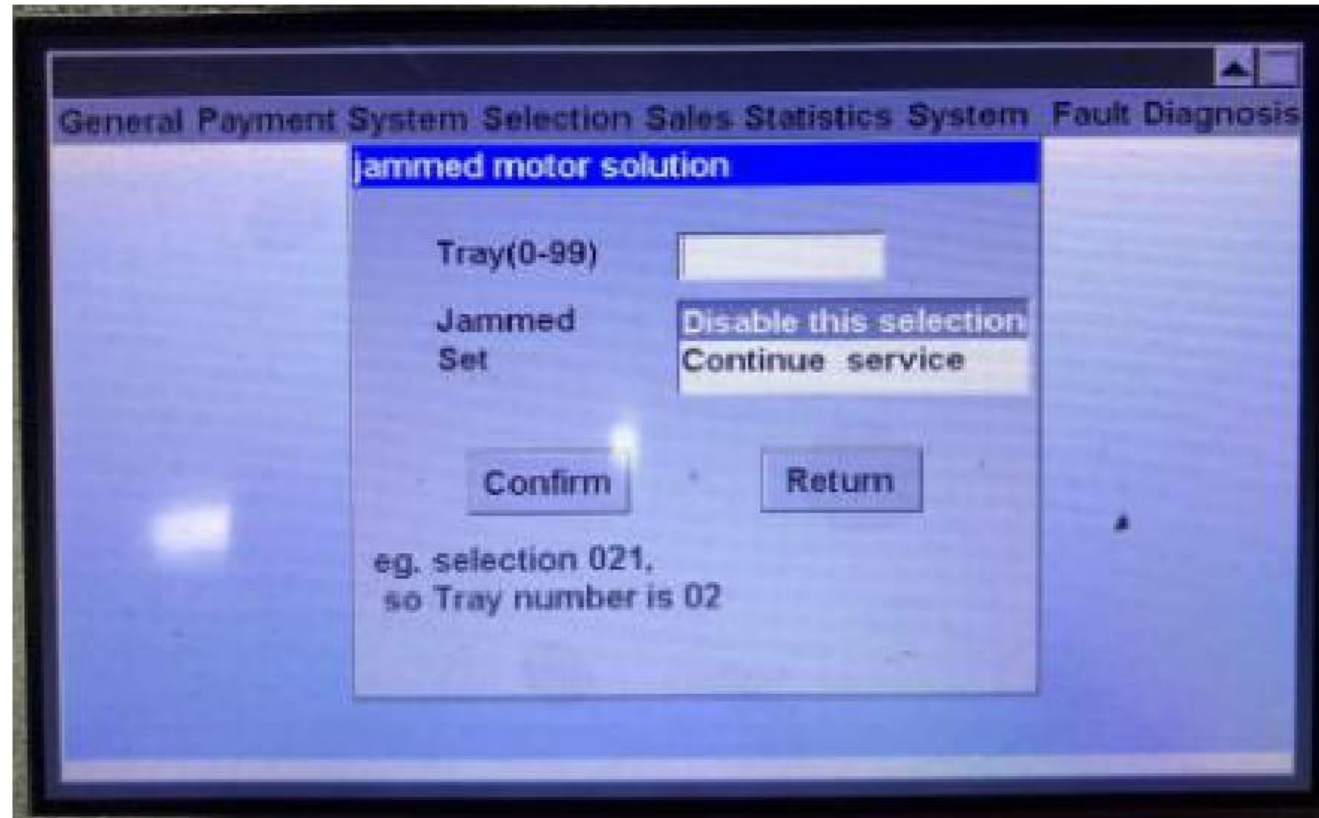 General Payment System Selection Sales Statistics System Fault Diagnosis
jammed motor solution
Tray(0-99)
Jammed Disable this selection
Set Continue service
Confirm Return
eg. selection 021,
so Tray number is 02